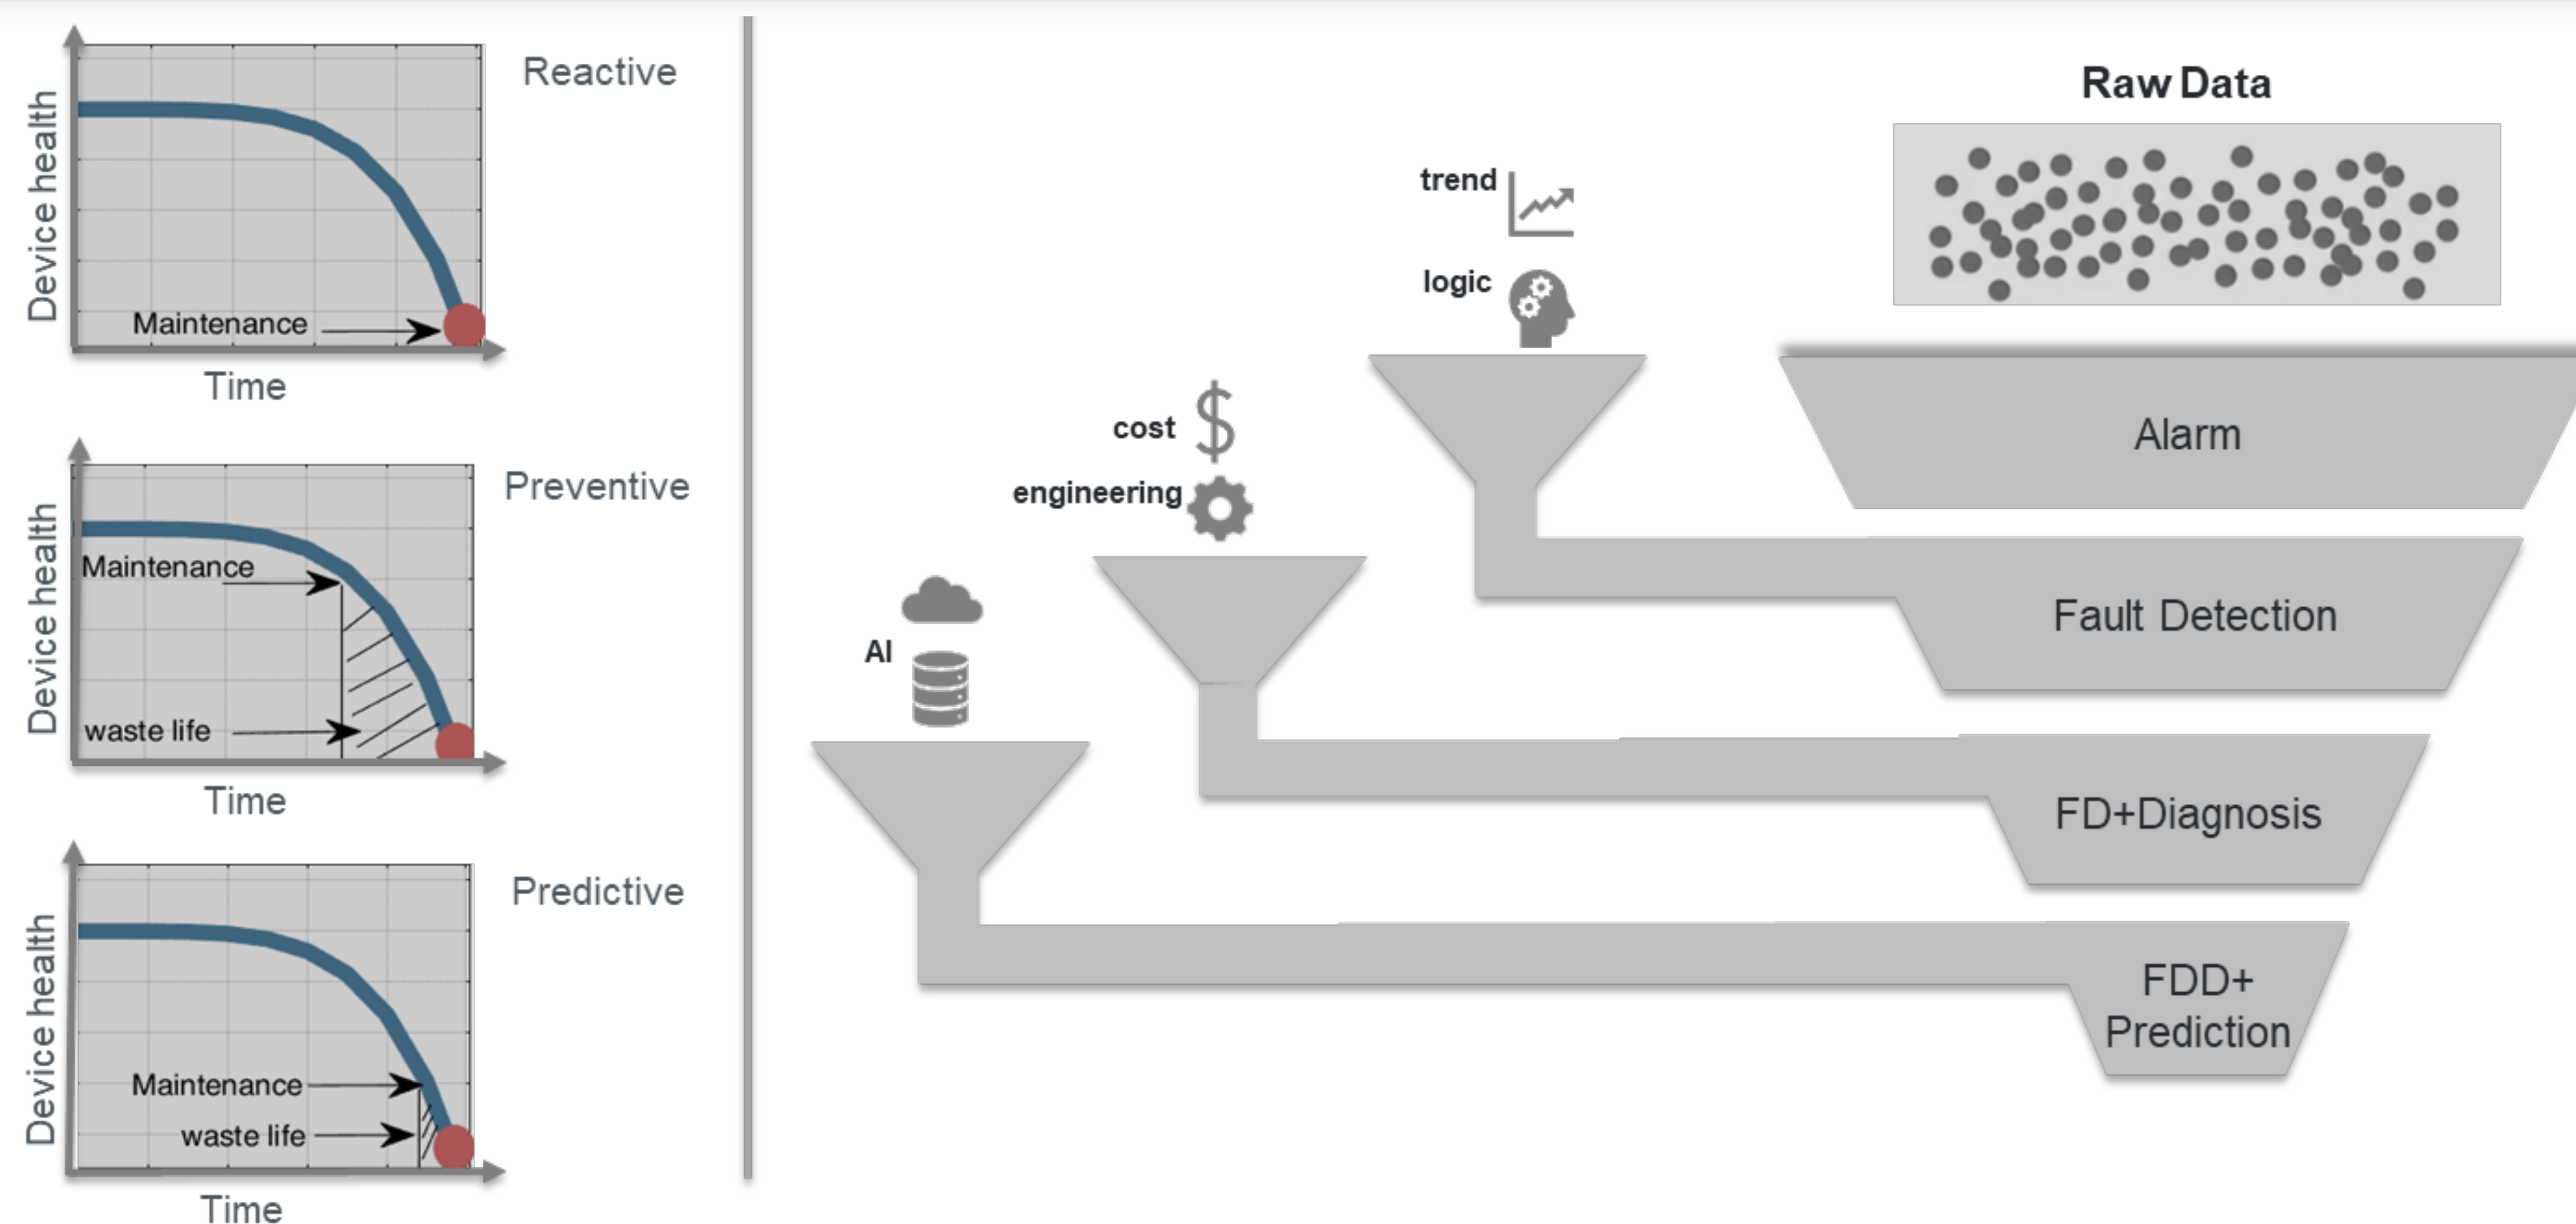 Reactive
Device health
Maintenance
Time
Preventive
Device health
Maintenance
waste life
Time
Predictive
Device health
Maintenance
waste life
Time
Raw Data
trend
logic
Alarm
cost
engineering
Fault Detection
AI
FD+Diagnosis
FDD+
Prediction